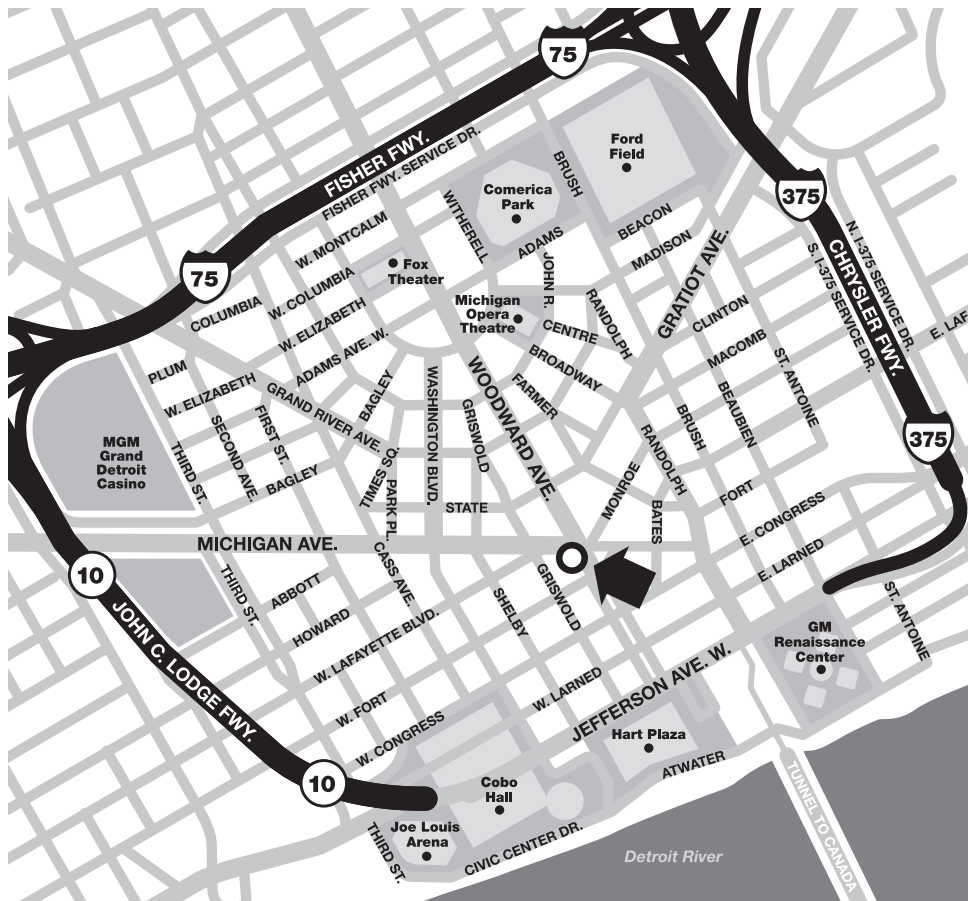 75
FISHER FWY.
FISHER FWY. SERVICE DR.
Ford
Field
BRUSH
375
Comerica
Park
WITHERELL
W. MONTCALM
BEACON
ADAMS
MADISON
N. I-375 SERVICE DR.
S. I-375 SERVICE DR.
CHRYSLER FWY.
75
Fox
Theater
W. COLUMBIA
COLUMBIA
JOHN R.
GRATIOT AVE.
Michigan
Opera
Theatre
RANDOLPH
CENTRE
CLINTON
E. LAF
W. ELIZABETH
ADAMS AVE. W.
BROADWAY
MACOMB
ST. ANTOINE
PLUM
W. ELIZABETH
GRAND RIVER AVE.
BAGLEY
WASHINGTON BLVD.
WOODWARD AVE.
FARMER
GRISWOLD
BRUSH
BEAUBIEN
SECOND AVE.
FIRST ST.
THIRD ST.
BAGLEY
MGM
Grand
Detroit
Casino
TIMES SQ.
PARK PL.
RANDOLPH
375
MONROE
STATE
BATES
FORT
E. CONGRESS
MICHIGAN AVE.
E. LARNED
10
THIRD ST.
ABBOTT
CASS AVE.
GRISWOLD
SHELBY
HOWARD
ST. ANTOINE
JOHN C. LODGE FWY.
W. LAFAYETTE BLVD.
GM
Renaissance
Center
W. LARNED
JEFFERSON AVE. W.
W. FORT
W. CONGRESS
Hart Plaza
ATWATER
10
Cobo
Hall
TUNNEL TO CANADA
Joe Louis
Arena
THIRD ST.
CIVIC CENTER DR.
Detroit River